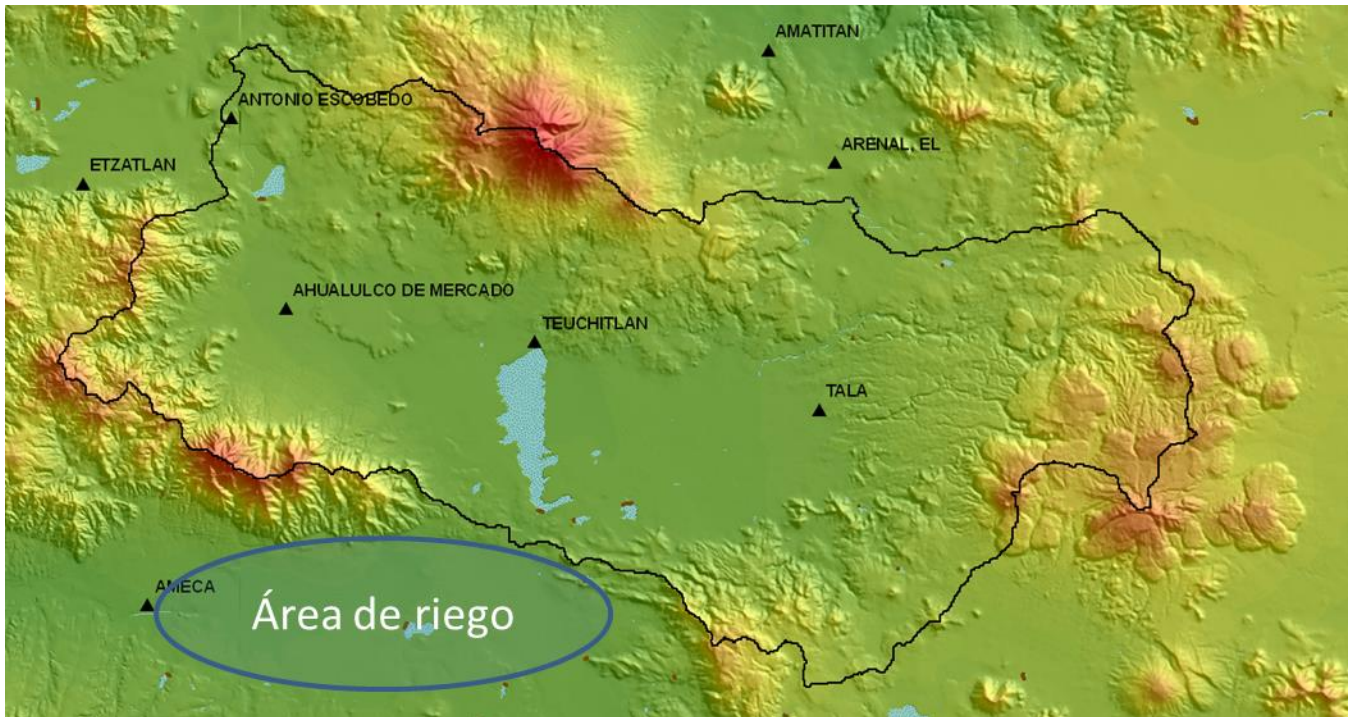 AMATITAN
ANTONIO ESCOBEDO
ARENAL, EL
ETZATLAN
AHUALULCO DE MERCADO
TEUCHITLAN
TALA
AMECA
Área de riego